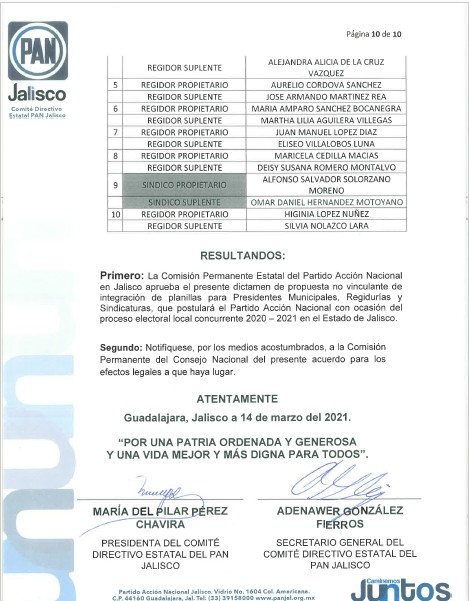 PAN
Jalisco
Comité Directivo
Estatal PAN Jalisco
Página 10 de 10
REGIDOR SUPLENTE ALEJANDRA ALICIA DE LA CRUZ
VAZQUEZ
5 REGIDOR PROPIETARIO AURELIO CORDOVA SANCHEZ
REGIDOR SUPLENTE JOSE ARMANDO MARTINEZ REA
6 REGIDOR PROPIETARIO MARIA AMPARO SANCHEZ BOCANEGRA
REGIDOR SUPLENTE MARTHA LILIA AGUILERA VILLEGAS
7 REGIDOR PROPIETARIO JUAN MANUEL LOPEZ DIAZ
REGIDOR SUPLENTE ELISEO VILLALOBOS LUNA
8 REGIDOR PROPIETARIO MARICELA CEDILLA MACIAS
REGIDOR SUPLENTE DEISY SUSANA ROMERO MONTALVO
9 SINDICO PROPIETARIO ALFONSO SALVADOR SOLORZANO
MORENO
SINDICO SUPLENTE OMAR DANIEL HERNANDEZ MOTOYANO
10 REGIDOR PROPIETARIO HIGINIA LOPEZ NUÑEZ
REGIDOR SUPLENTE SILVIA NOLAZCO LARA
RESULTANDOS:
Primero: La Comisión Permanente Estatal del Partido Acción Nacional
en Jalisco aprueba el presente dictamen de propuesta no vinculante de
integración de planillas para Presidentes Municipales, Regidurías y
Sindicaturas, que postulará el Partido Acción Nacional con ocasión del
proceso electoral local concurrente 2020 – 2021 en el Estado de Jalisco.
Segundo: Notifíquese, por los medios acostumbrados, a la Comisión
Permanente del Consejo Nacional del presente acuerdo para los
efectos legales a que haya lugar.
ATENTAMENTE
Guadalajara, Jalisco a 14 de marzo del 2021.
“POR UNA PATRIA ORDENADA Y GENEROSA
Y UNA VIDA MEJOR Y MÁS DIGNA PARA TODOS”.
MARÍA DEL PILAR PÉREZ
CHAVIRA
PRESIDENTA DEL COMITÉ
DIRECTIVO ESTATAL DEL PAN
JALISCO
ADENAWER GONZÁLEZ
FIERROS
SECRETARIO GENERAL DEL
COMITÉ DIRECTIVO ESTATAL DEL
PAN JALISCO
Partido Acción Nacional Jalisco. Vidrio No. 1604 Col. Americana.
C.P. 44160 Guadalajara, Jal. Tel: (33) 39158000 www.panjal.org.mx
Caminemos
Juntos